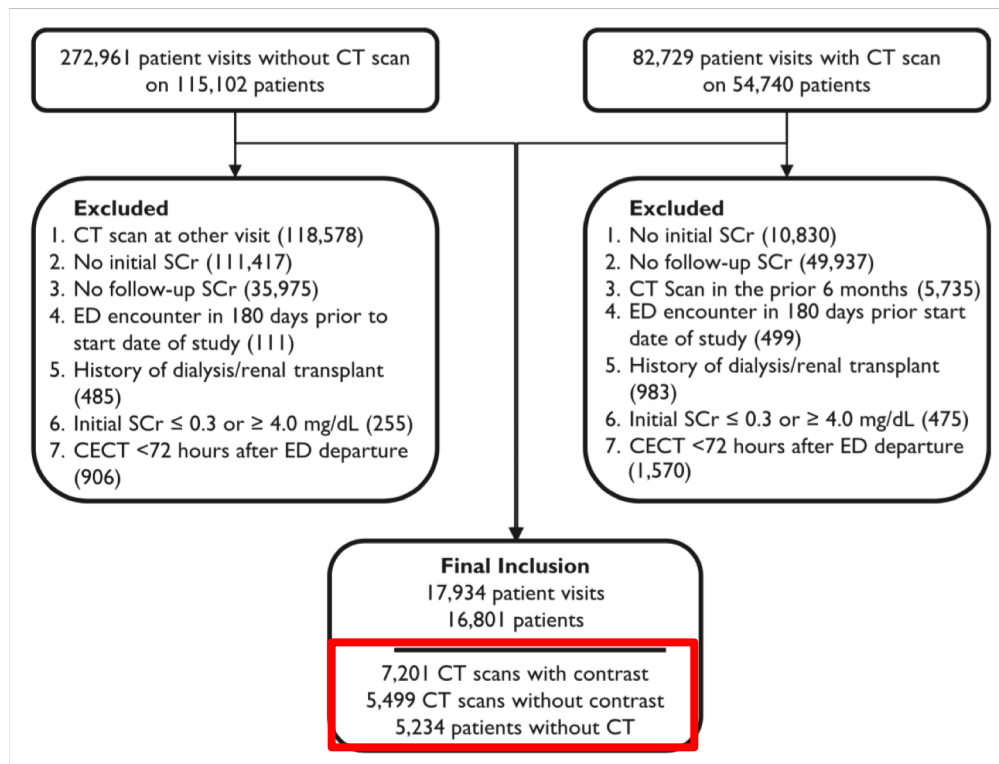 272,961 patient visits without CT scan
on 115,102 patients
82,729 patient visits with CT scan
on 54,740 patients
Excluded
1. CT scan at other visit (118,578)
2. No initial SCr (111,417)
3. No follow-up SCr (35,975)
4. ED encounter in 180 days prior to
start date of study (111)
5. History of dialysis/renal transplant
(485)
6. Initial SCr ≤ 0.3 or ≥ 4.0 mg/dL (255)
7. CECT <72 hours after ED departure
(906)
Excluded
1. No initial SCr (10,830)
2. No follow-up SCr (49,937)
3. CT Scan in the prior 6 months (5,735)
4. ED encounter in 180 days prior start
date of study (499)
5. History of dialysis/renal transplant
(983)
6. Initial SCr ≤ 0.3 or ≥ 4.0 mg/dL (475)
7. CECT <72 hours after ED departure
(1,570)
Final Inclusion
17,934 patient visits
16,801 patients
7,201 CT scans with contrast
5,499 CT scans without contrast
5,234 patients without CT